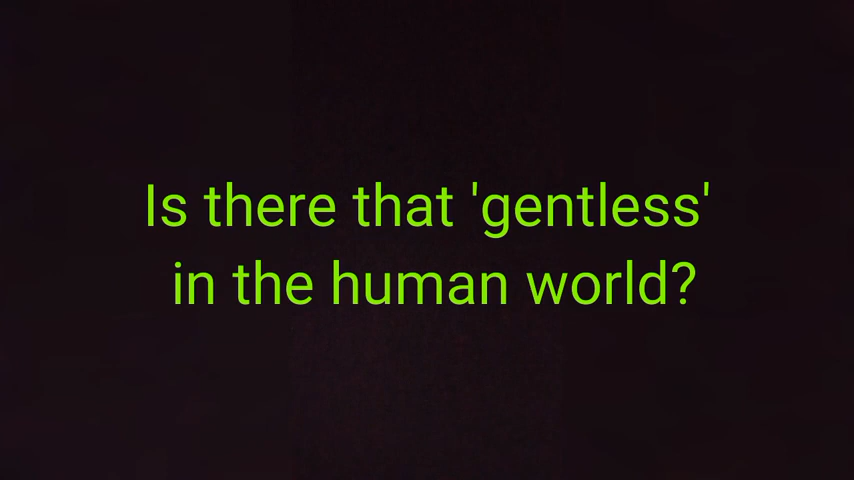 Is there that 'gentless'
in the human world?